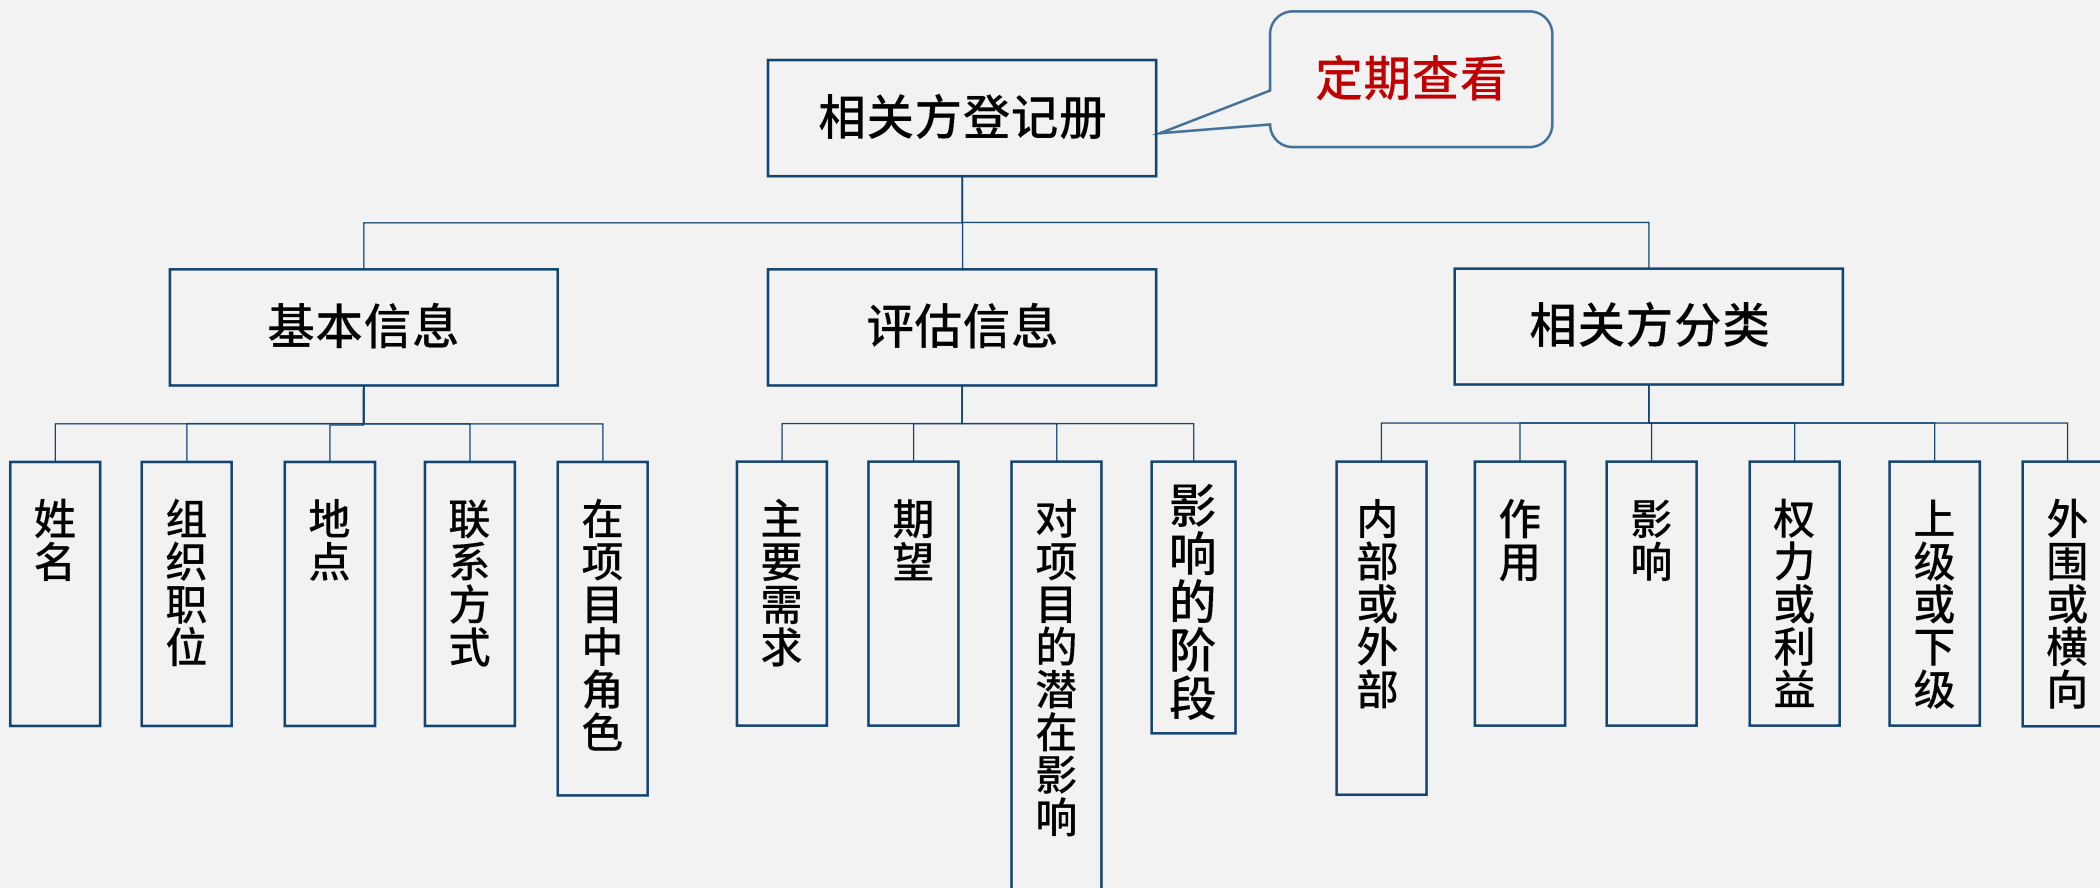 定期查看
相关方登记册
基本信息
评估信息
相关方分类
姓名
组织职位
地点
联系方式
在项目中角色
主要需求
期望
对项目的潜在影响
影响的阶段
内部或外部
作用
影响
权力或利益
上级或下级
外围或横向